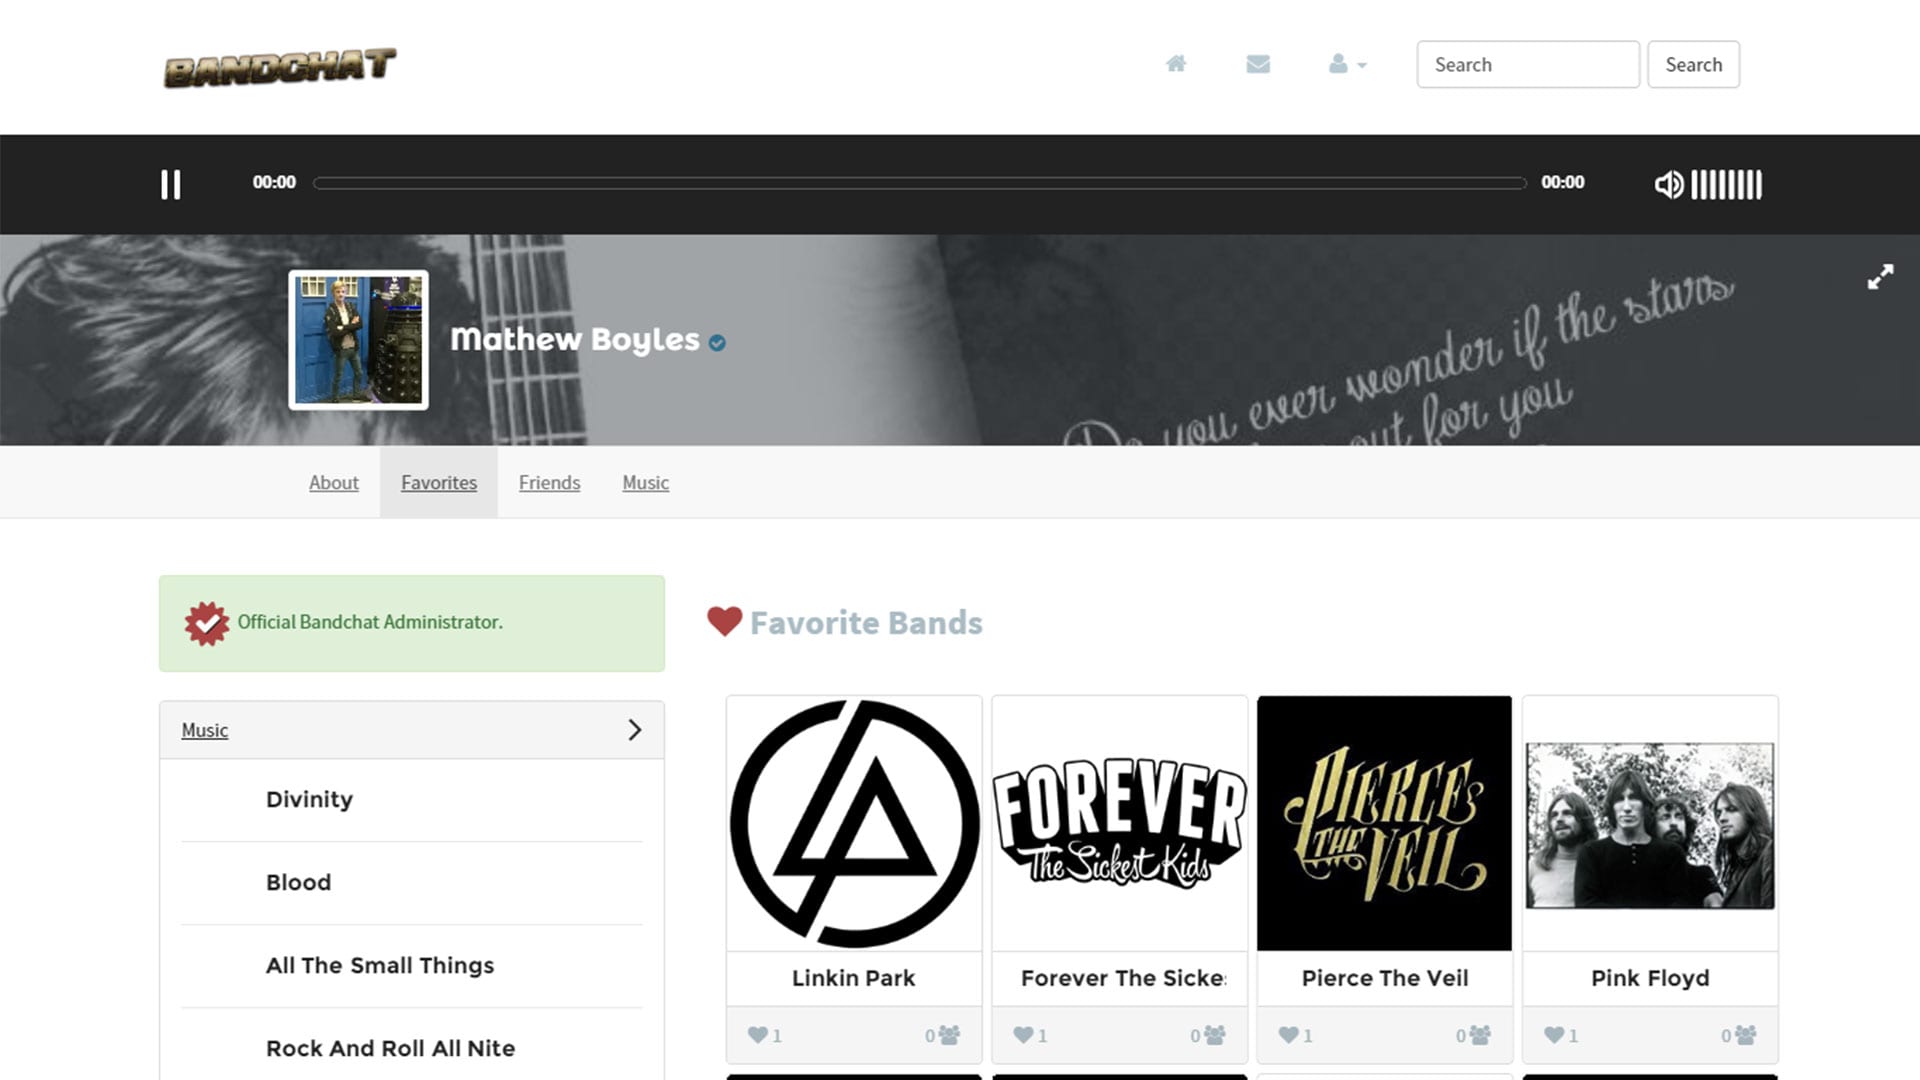 BANDCHAT
Search
Search
00:00
00:00
Mathew Boyles
Do you ever wonder if the stars
out for you
About
Favorites
Friends
Music
Official Bandchat Administrator.
Favorite Bands
Music
Divinity
Blood
All The Small Things
Rock And Roll All Nite
FOREVER
The Sickest Kids
PIERCE
THE VEIL
Linkin Park
Forever The Sicke
Pierce The Veil
Pink Floyd
1
0
1
0
1
0
1
0